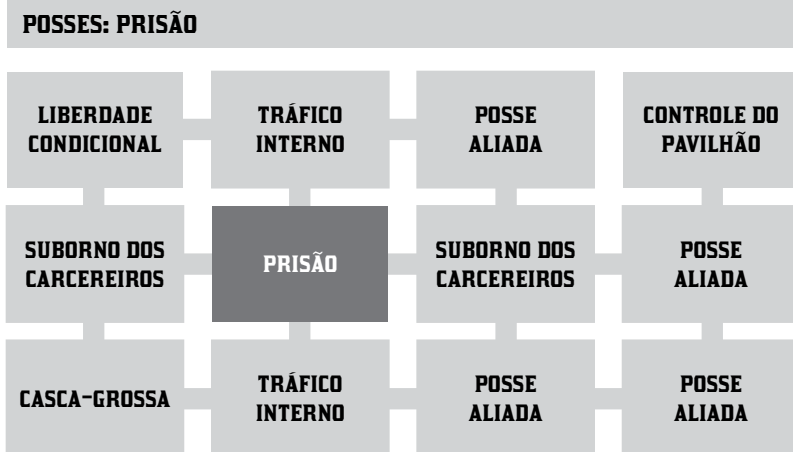 POSSES: PRISÃO
LIBERDADE
CONDICIONAL
TRÁFICO
INTERNO
POSSE
ALIADA
CONTROLE DO
PAVILHÃO
SUBORNO DOS
CARCEREIROS
PRISÃO
SUBORNO DOS
CARCEREIROS
POSSE
ALIADA
CASCA-GROSSA
TRÁFICO
INTERNO
POSSE
ALIADA
POSSE
ALIADA